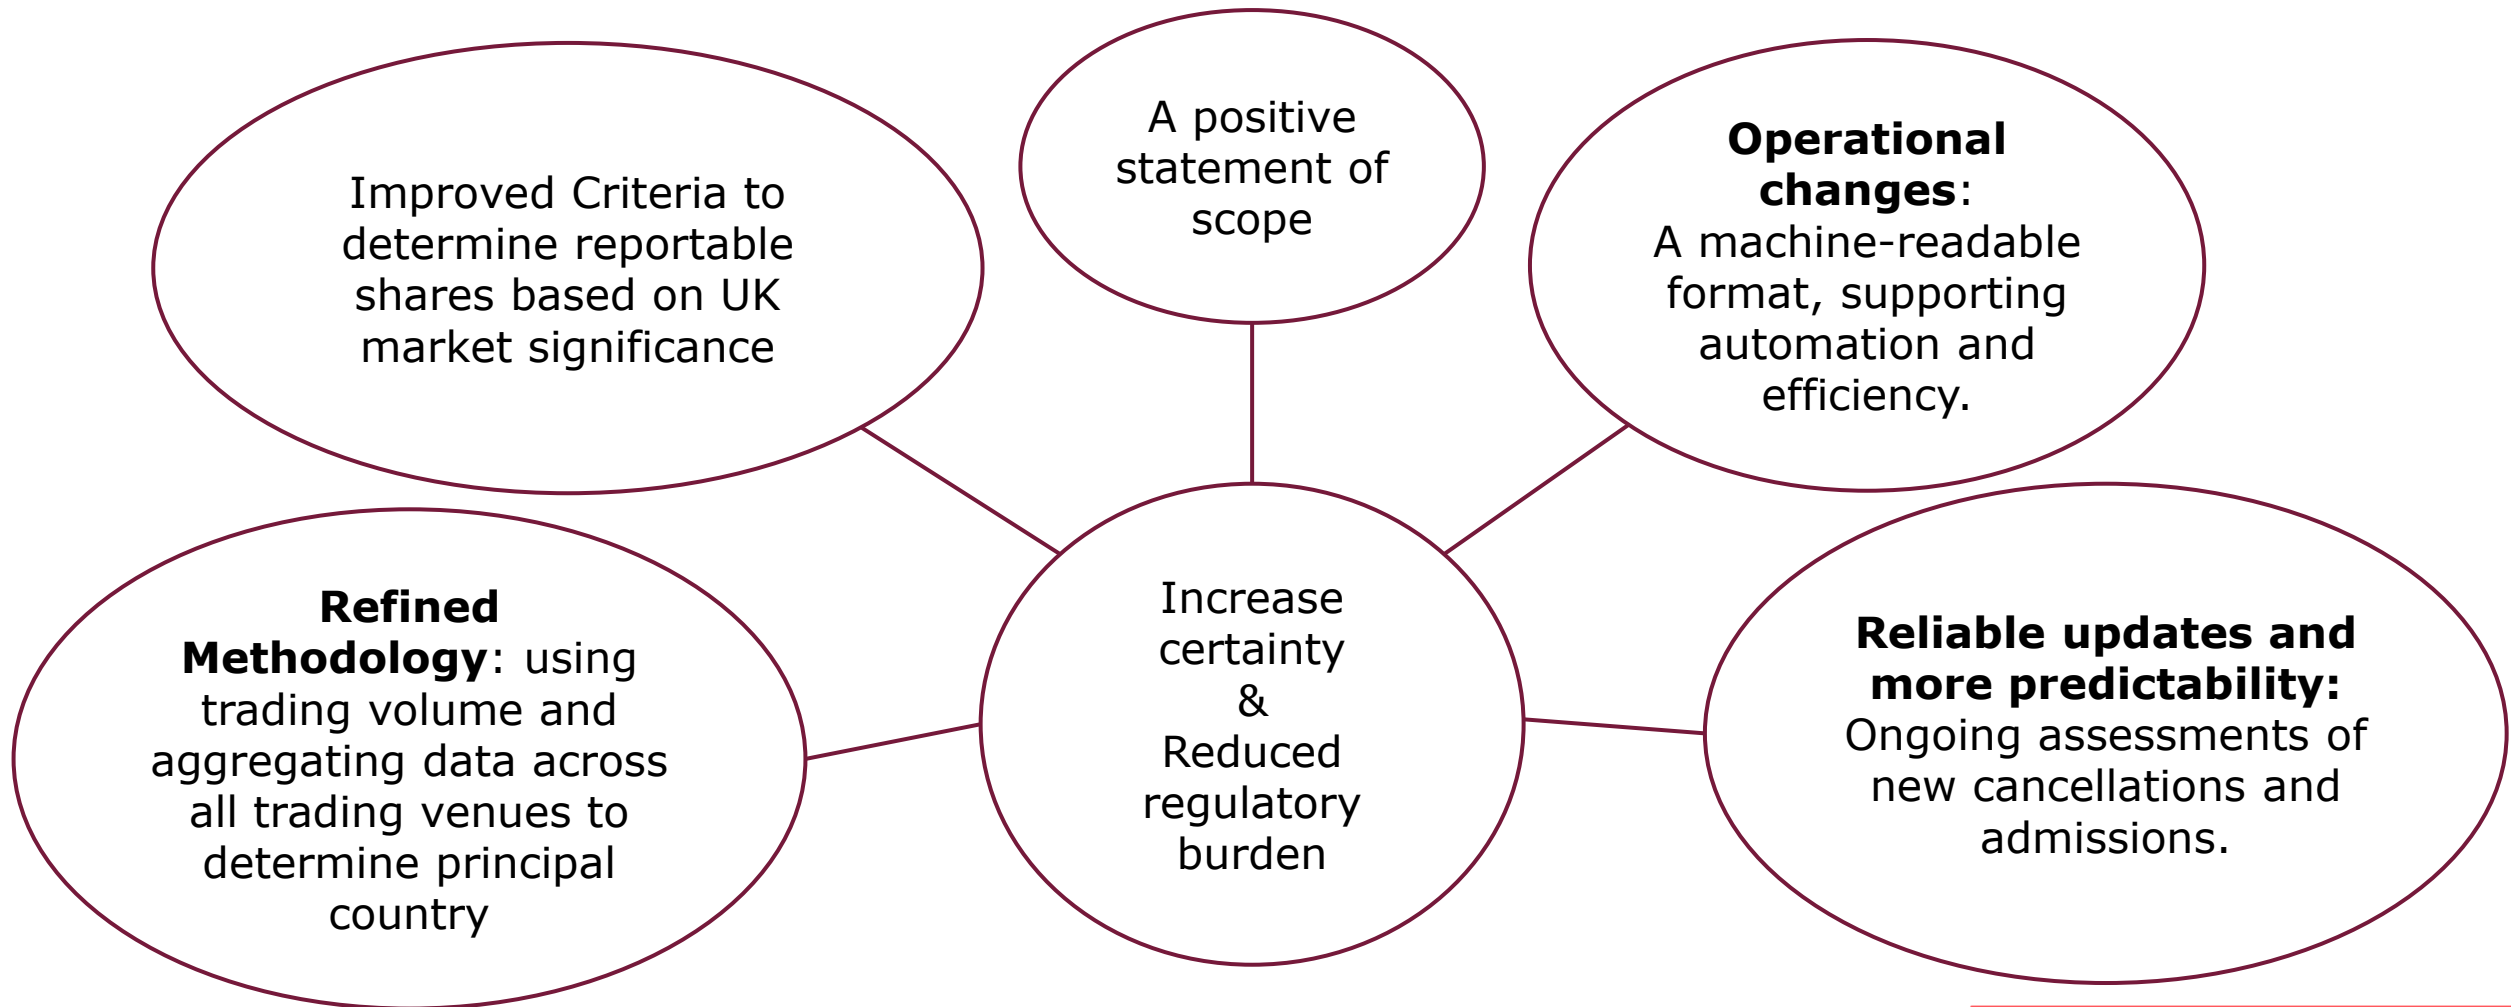 A positive
statement of
scope
Improved Criteria to
determine reportable
shares based on UK
market significance
Operational
changes:
A machine-readable
format, supporting
automation and
efficiency.
Refined
Methodology: using
trading volume and
aggregating data across
all trading venues to
determine principal
country
Increase
certainty
&
Reduced
regulatory
burden
Reliable updates and
more predictability:
Ongoing assessments of
new cancellations and
admissions.